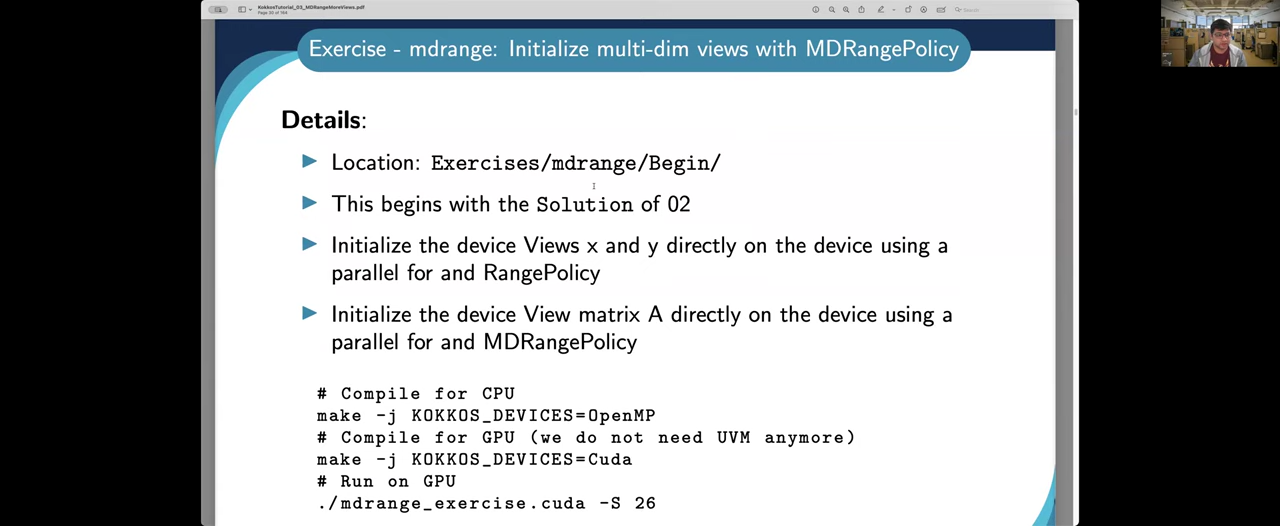 KokkosTutorial_03_MDRangeMoreViews.pdf
Search
Exercise - mdrange: Initialize multi-dim views with MDRangePolicy
Details:
Location: Exercises/mdrange/Begin/
This begins with the Solution of 02
Initialize the device Views x and y directly on the device using a
parallel for and RangePolicy
Initialize the device View matrix A directly on the device using a
parallel for and MDRangePolicy
# Compile for CPU
make -j KOKKOS_DEVICES=OpenMP
# Compile for GPU (we do not need UVM anymore)
make -j KOKKOS_DEVICES=Cuda
# Run on GPU
./mdrange_exercise.cuda -S 26